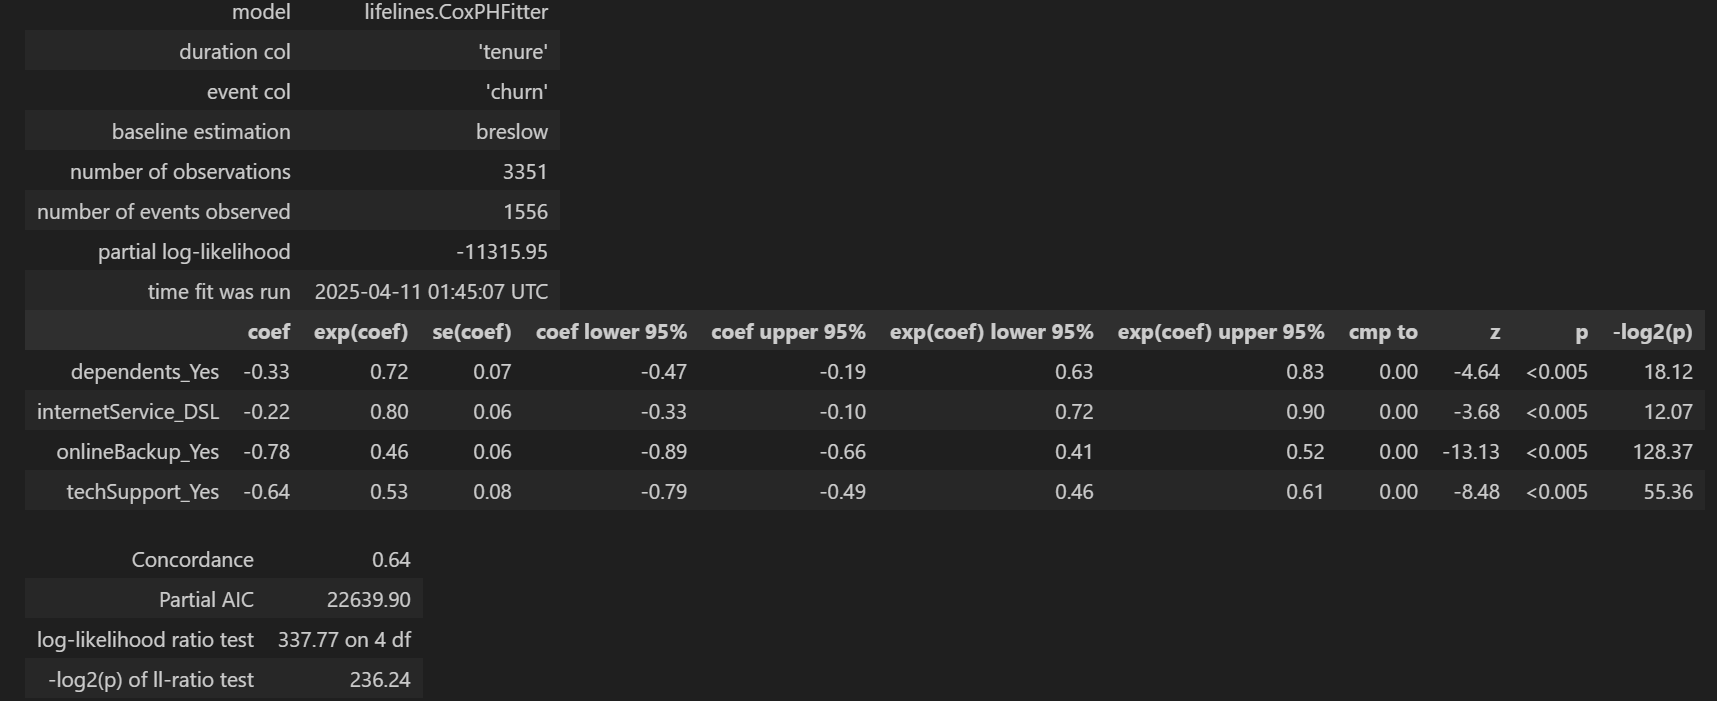 model lifelines.CoxPHFitter
duration col 'tenure'
event col 'churn'
baseline estimation breslow
number of observations 3351
number of events observed 1556
partial log-likelihood -11315.95
time fit was run 2025-04-11 01:45:07 UTC
coef exp(coef) se(coef) coef lower 95% coef upper 95% exp(coef) lower 95% exp(coef) upper 95% cmp to z p -log2(p)
dependents_Yes -0.33 0.72 0.07 -0.47 -0.19 0.63 0.83 0.00 -4.64 <0.005 18.12
internetService_DSL -0.22 0.80 0.06 -0.33 -0.10 0.72 0.90 0.00 -3.68 <0.005 12.07
onlineBackup_Yes -0.78 0.46 0.06 -0.89 -0.66 0.41 0.52 0.00 -13.13 <0.005 128.37
techSupport_Yes -0.64 0.53 0.08 -0.79 -0.49 0.46 0.61 0.00 -8.48 <0.005 55.36
Concordance 0.64
Partial AIC 22639.90
log-likelihood ratio test 337.77 on 4 df
-log2(p) of ll-ratio test 236.24